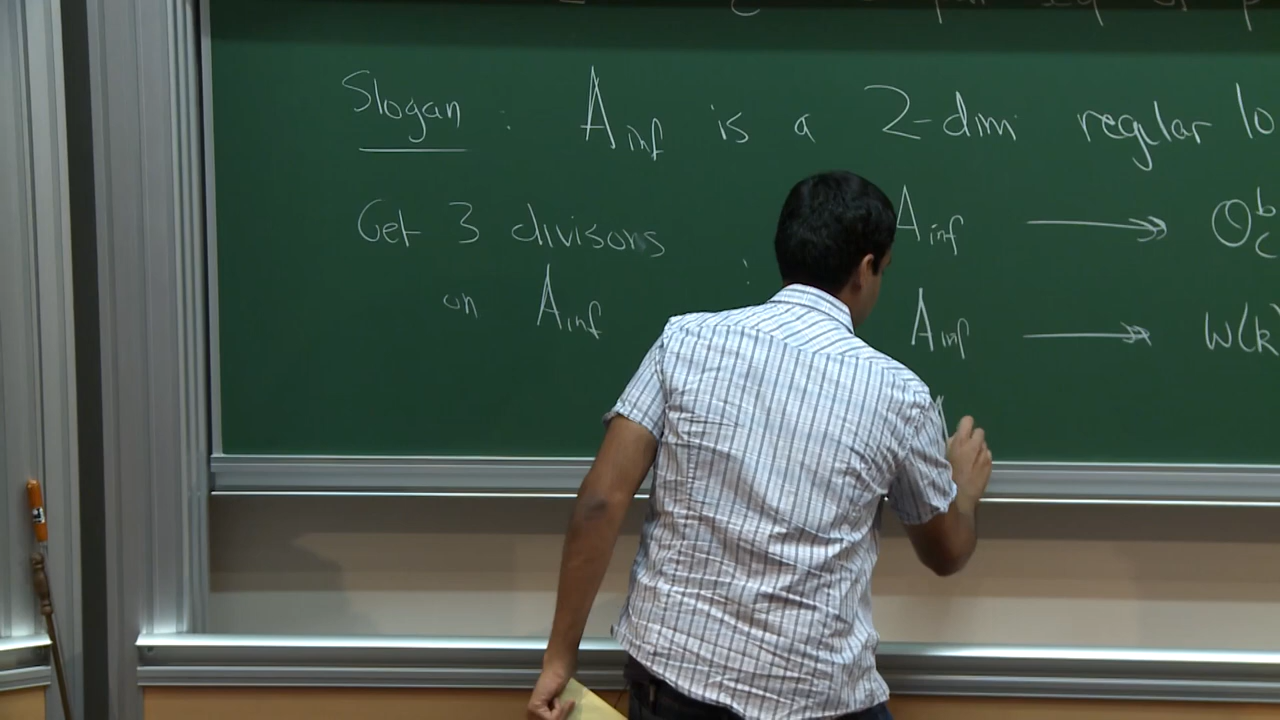 Slogan : A_inf is a 2-dim regular lo
Get 3 divisors : A_inf ↠ O_C^b
on A_inf A_inf ↠ W(k)